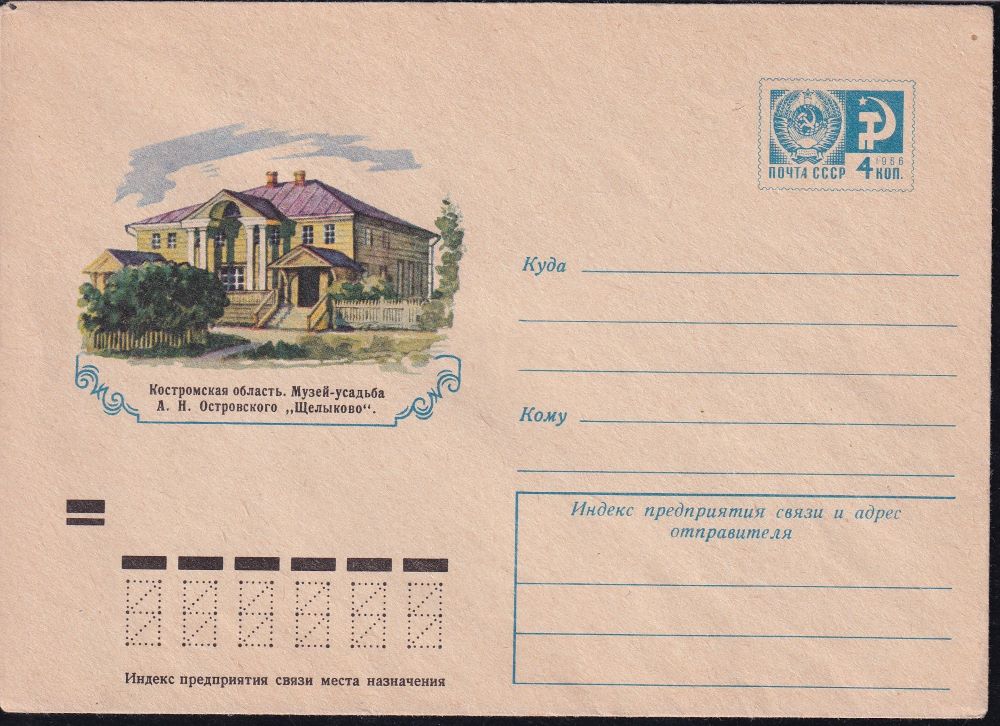 1966
ПОЧТА СССР 4 КОП.
Куда
Костромская область. Музей-усадьба
А. Н. Островского „Щелыково“.
Кому
Индекс предприятия связи и адрес
отправителя
Индекс предприятия связи места назначения